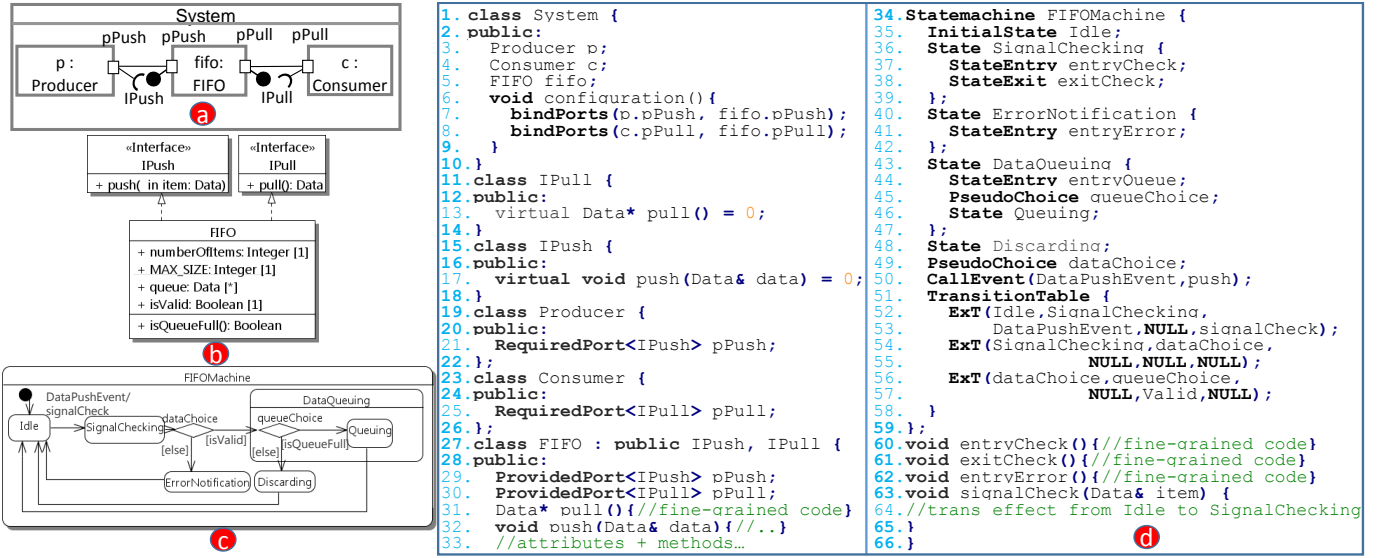 System
pPush pPush pPull pPull
p :
Producer
fifo:
FIFO
c :
Consumer
IPush
IPull
a
«Interface»
IPush
+ push( in item: Data)
«Interface»
IPull
+ pull(): Data
FIFO
+ numberOfItems: Integer [1]
+ MAX_SIZE: Integer [1]
+ queue: Data [*]
+ isValid: Boolean [1]
+ isQueueFull(): Boolean
b
FIFOMachine
DataPushEvent/
signalCheck
Idle
SignalChecking
dataChoice
[isValid]
[else]
DataQueuing
queueChoice
[isQueueFull]
Queuing
[else]
ErrorNotification
Discarding
c
1. class System {
2. public:
3. Producer p;
4. Consumer c;
5. FIFO fifo;
6. void configuration(){
7. bindPorts(p.pPush, fifo.pPush);
8. bindPorts(c.pPull, fifo.pPull);
9. }
10.}
11.class IPull {
12.public:
13. virtual Data* pull() = 0;
14.}
15.class IPush {
16.public:
17. virtual void push(Data& data) = 0;
18.}
19.class Producer {
20.public:
21. RequiredPort<IPush> pPush;
22.};
23.class Consumer {
24.public:
25. RequiredPort<IPull> pPull;
26.};
27.class FIFO : public IPush, IPull {
28.public:
29. ProvidedPort<IPush> pPush;
30. ProvidedPort<IPull> pPull;
31. Data* pull(){//fine-grained code}
32. void push(Data& data){//..}
33. //attributes + methods…
34.Statemachine FIFOMachine {
35. InitialState Idle;
36. State SignalChecking {
37. StateEntry entryCheck;
38. StateExit exitCheck;
39. };
40. State ErrorNotification {
41. StateEntry entryError;
42. };
43. State DataQueuing {
44. StateEntry entryQueue;
45. PseudoChoice queueChoice;
46. State Queuing;
47. };
48. State Discarding;
49. PseudoChoice dataChoice;
50. CallEvent(DataPushEvent,push);
51. TransitionTable {
52. ExT(Idle,SignalChecking,
53. DataPushEvent,NULL,signalCheck);
54. ExT(SignalChecking,dataChoice,
55. NULL,NULL,NULL);
56. ExT(dataChoice,queueChoice,
57. NULL,Valid,NULL);
58. }
59.};
60.void entryCheck(){//fine-grained code}
61.void exitCheck(){//fine-grained code}
62.void entryError(){//fine-grained code}
63.void signalCheck(Data& item) {
64.//trans effect from Idle to SignalChecking
65.}
66.}
d